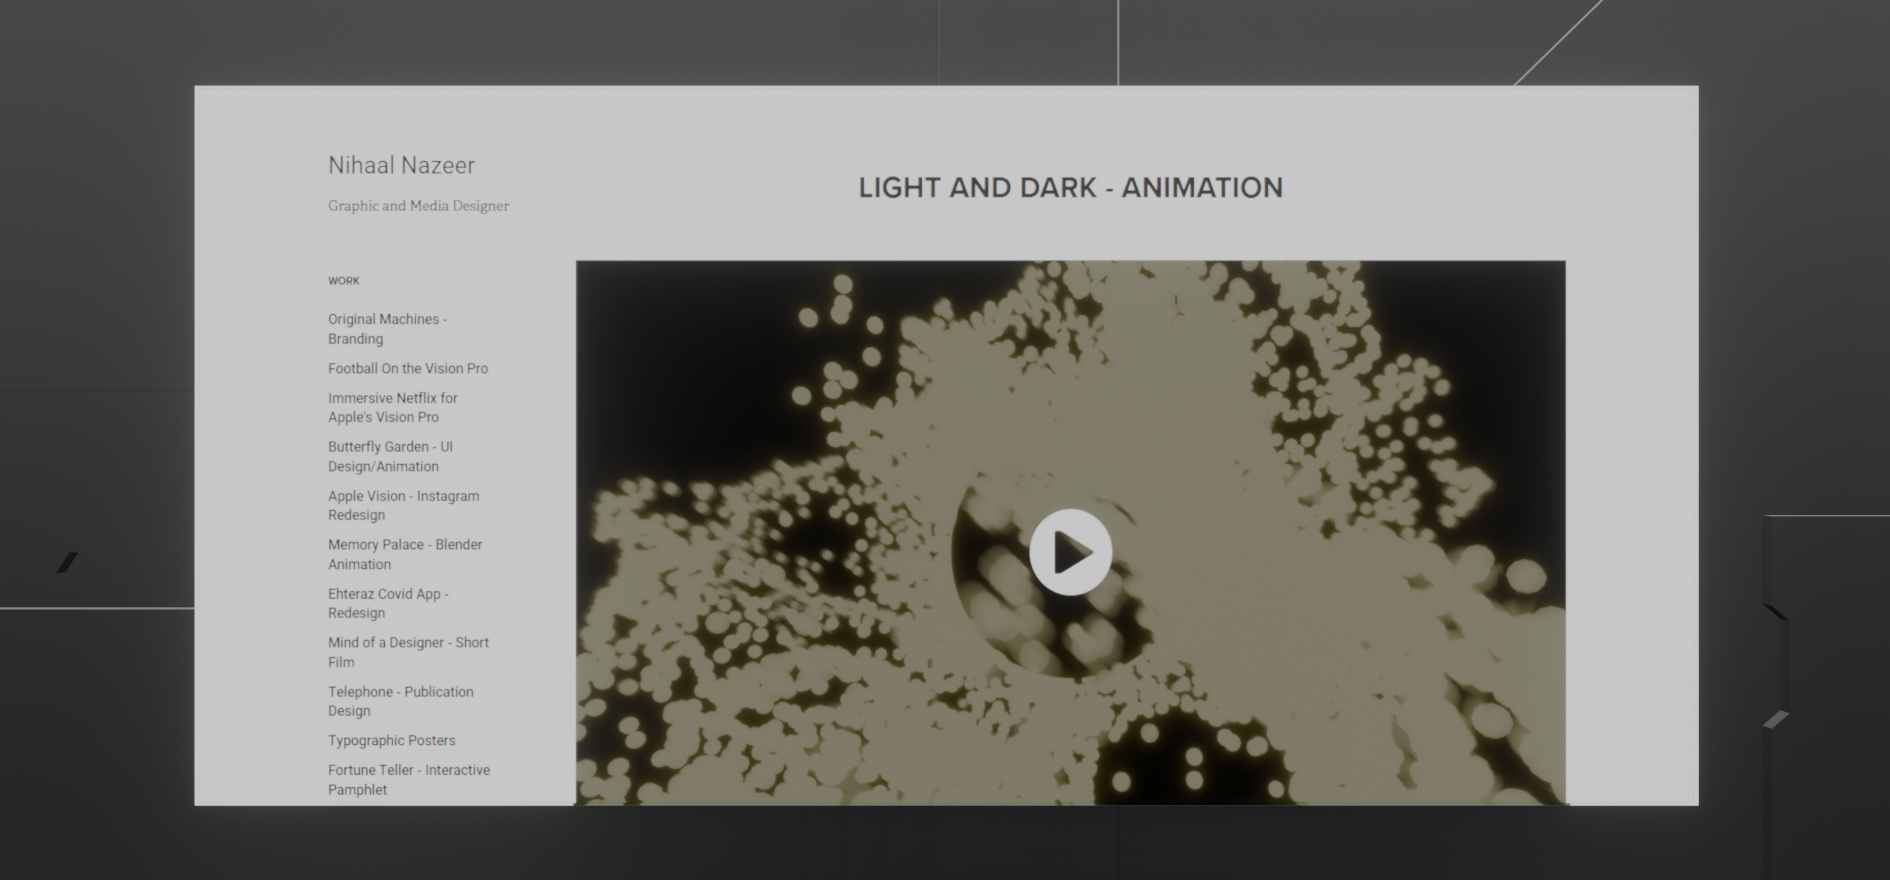 Nihaal Nazeer
Graphic and Media Designer
LIGHT AND DARK - ANIMATION
WORK
Original Machines -
Branding
Football On the Vision Pro
Immersive Netflix for
Apple's Vision Pro
Butterfly Garden - UI
Design/Animation
Apple Vision - Instagram
Redesign
Memory Palace - Blender
Animation
Ehteraz Covid App -
Redesign
Mind of a Designer - Short
Film
Telephone - Publication
Design
Typographic Posters
Fortune Teller - Interactive
Pamphlet